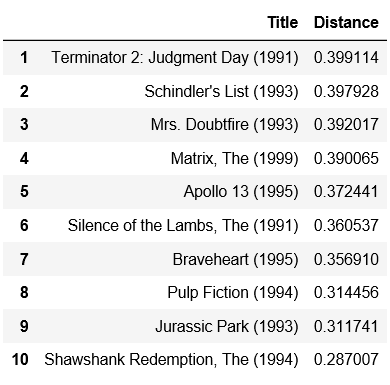 Title Distance
1 Terminator 2: Judgment Day (1991) 0.399114
2 Schindler's List (1993) 0.397928
3 Mrs. Doubtfire (1993) 0.392017
4 Matrix, The (1999) 0.390065
5 Apollo 13 (1995) 0.372441
6 Silence of the Lambs, The (1991) 0.360537
7 Braveheart (1995) 0.356910
8 Pulp Fiction (1994) 0.314456
9 Jurassic Park (1993) 0.311741
10 Shawshank Redemption, The (1994) 0.287007